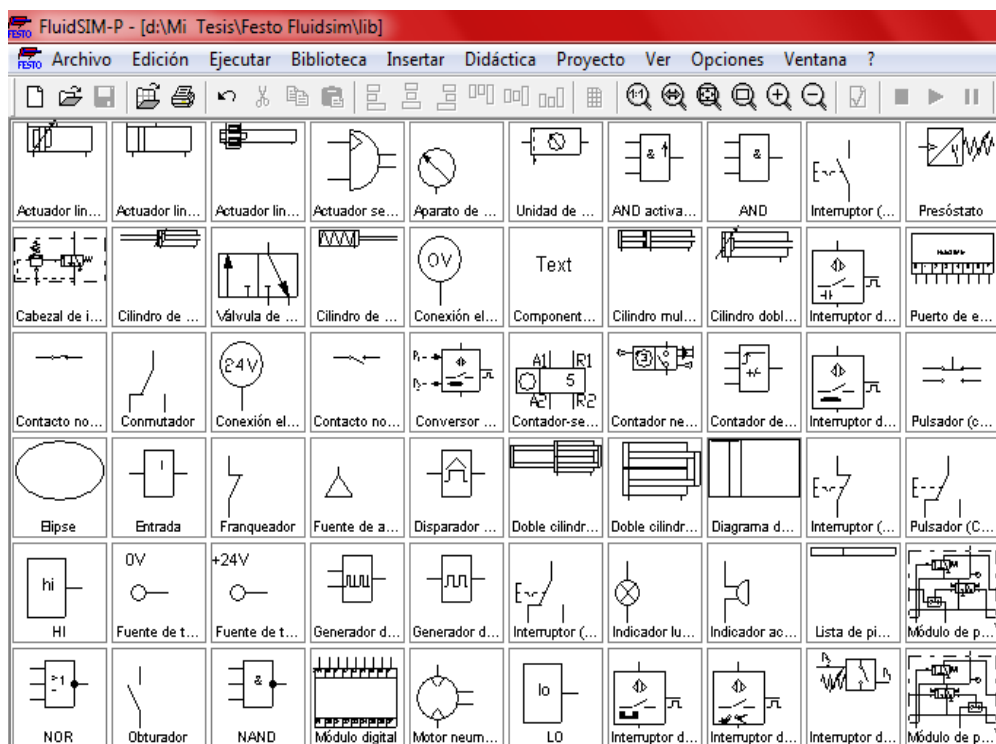 FluidSIM-P - [d:\Mi Tesis\Festo Fluidsim\lib]
FESTO
FESTO Archivo Edición Ejecutar Biblioteca Insertar Didáctica Proyecto Ver Opciones Ventana ?
1:1
& & 
Actuador lin... Actuador lin... Actuador lin... Actuador se... Aparato de ... Unidad de ... AND activa... AND Interruptor (... Presóstato
0V Text
Cabezal de i... Cilindro de ... Válvula de ... Cilindro de ... Conexión el... Component... Cilindro mul... Cilindro dobl... Interruptor d... Puerto de e...
24V A1 R1 3 +/-
5
A2 R2
Contacto no... Conmutador Conexión el... Contacto no... Conversor ... Contador-se... Contador ne... Contador de... Interruptor d... Pulsador (c...
Elipse Entrada Franqueador Fuente de a... Disparador ... Doble cilindr... Doble cilindr... Diagrama d... Interruptor (... Pulsador (C...
0V +24V
hi
HI Fuente de t... Fuente de t... Generador d... Generador d... Interruptor (... Indicador lu... Indicador ac... Lista de pi... Módulo de p...
>1 & lo
NOR Obturador NAND Módulo digital Motor neum... LO Interruptor d... Interruptor d... Interruptor d... Módulo de p...